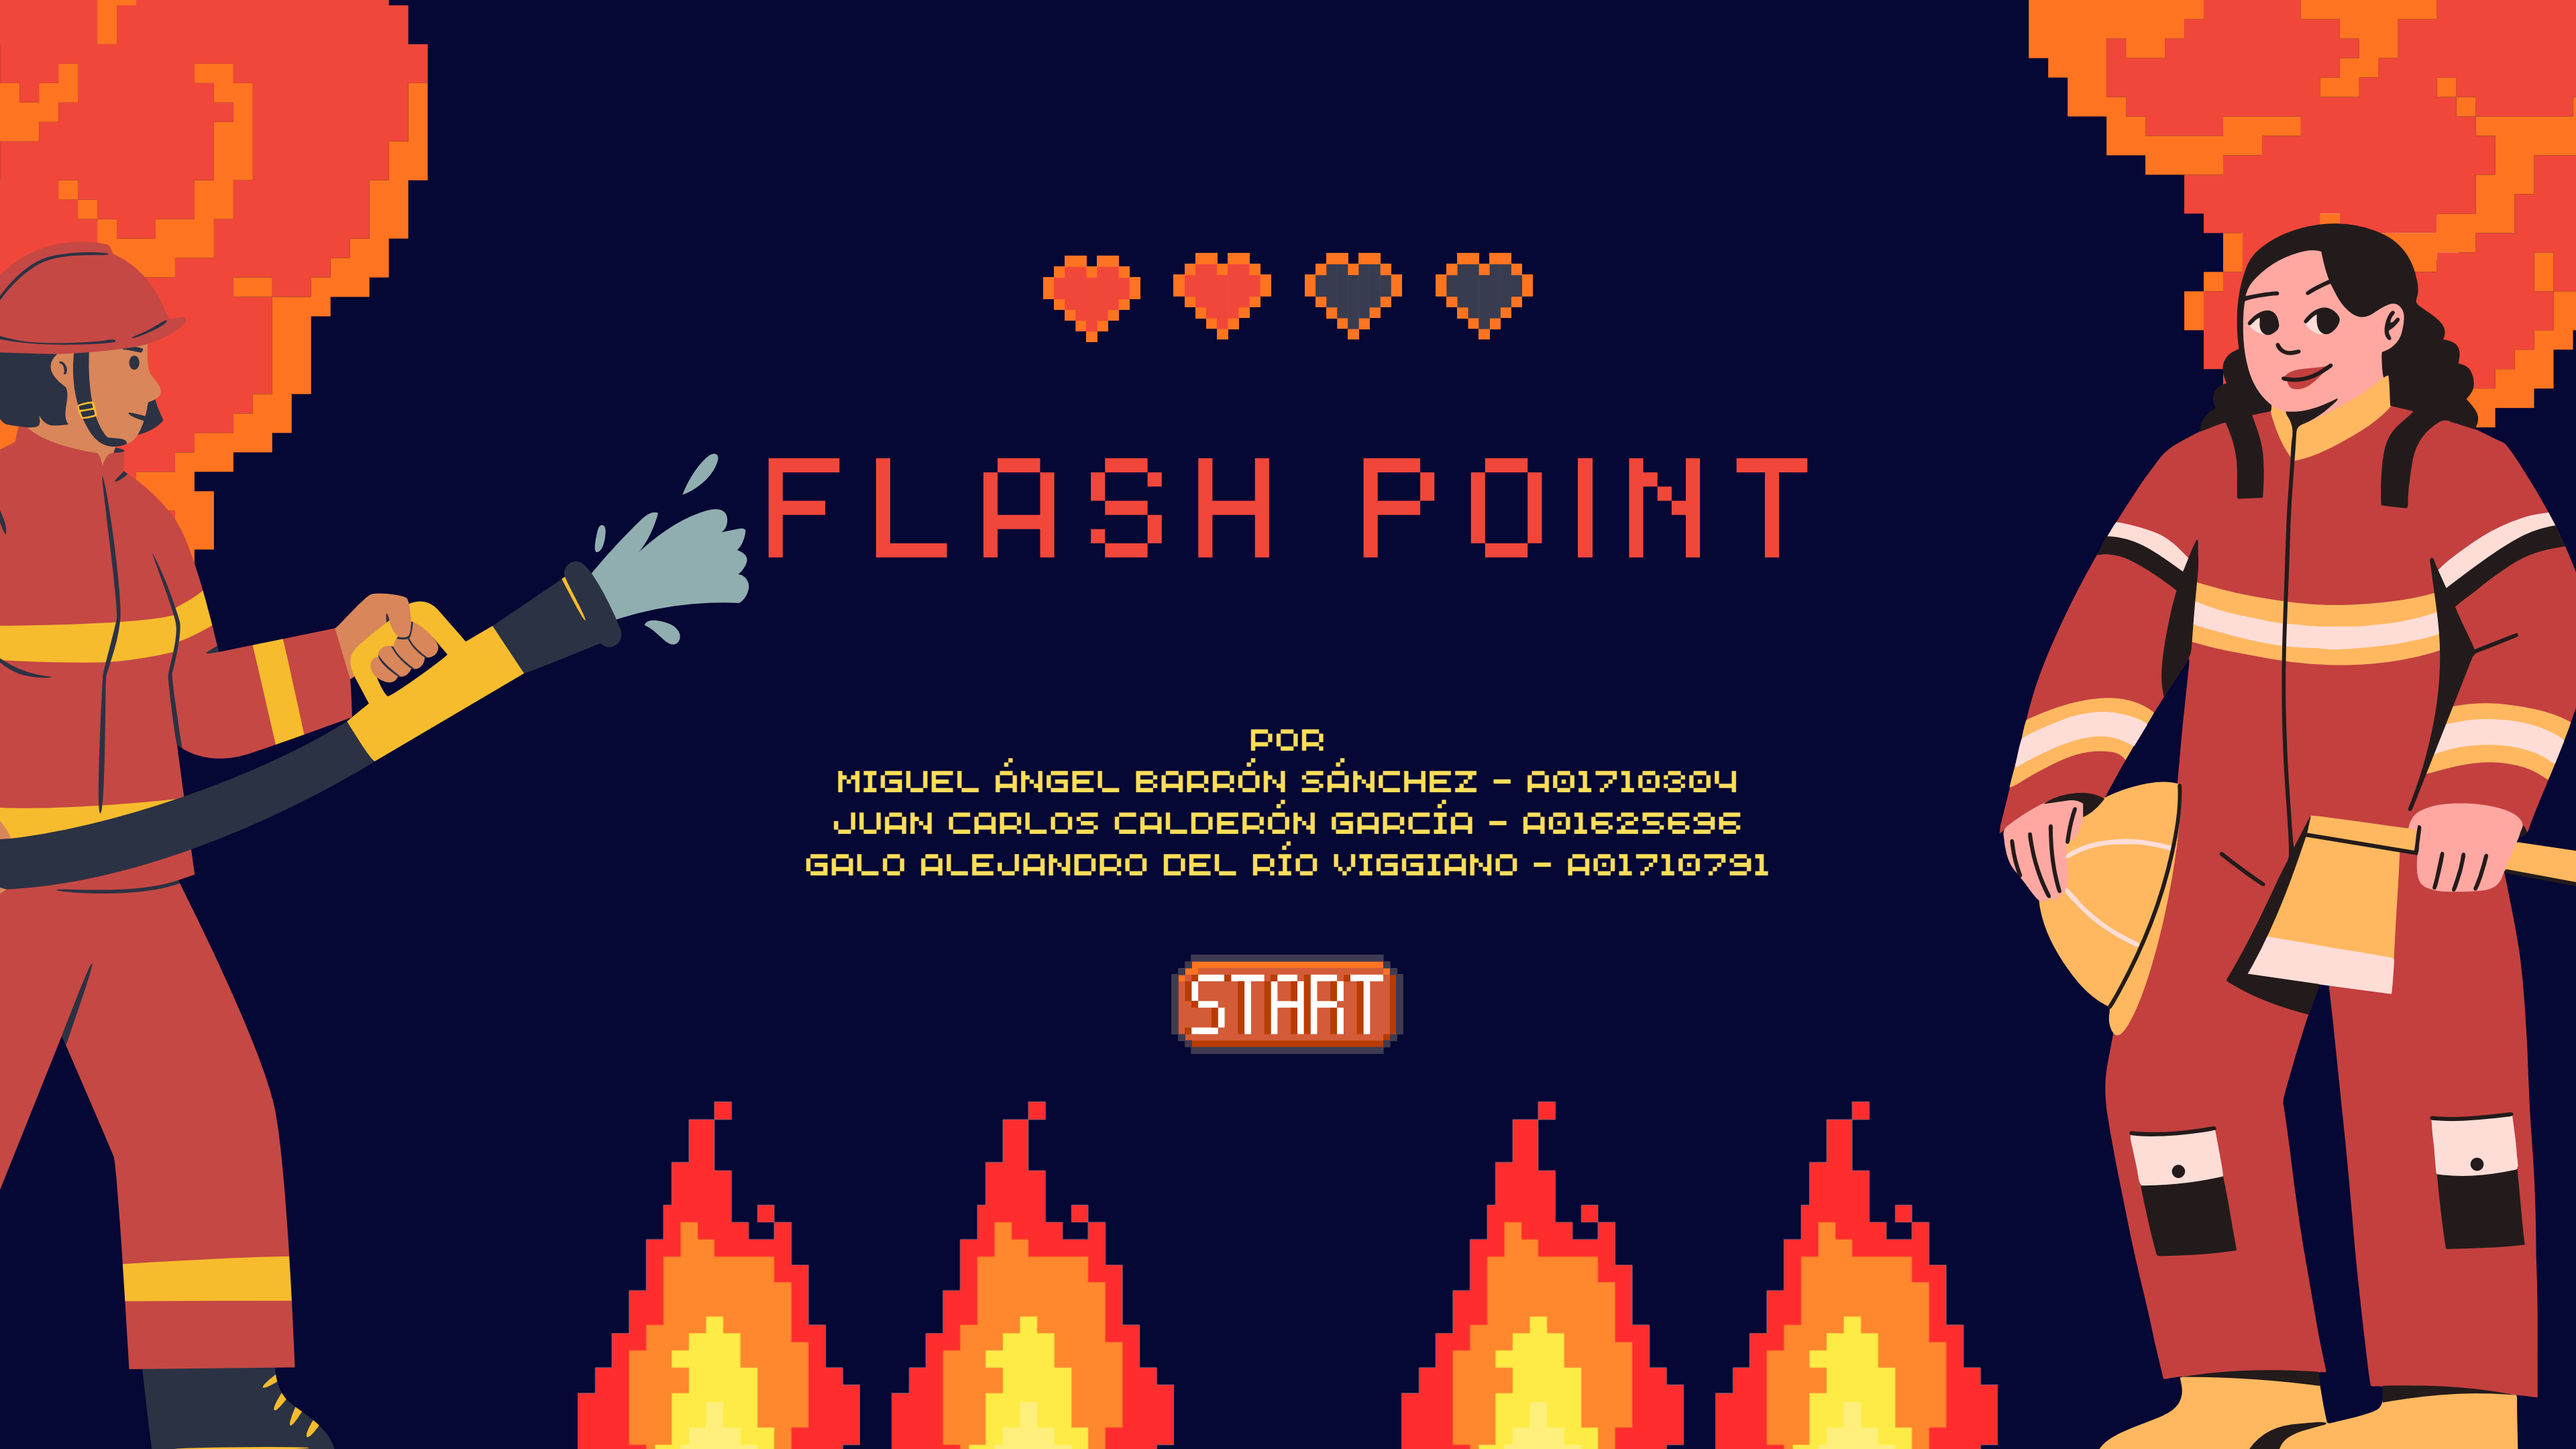 FLASH POINT
POR
MIGUEL ÁNGEL BARRÓN SÁNCHEZ - A01710304
JUAN CARLOS CALDERÓN GARCÍA - A01625696
GALO ALEJANDRO DEL RÍO VIGGIANO - A01710791
START